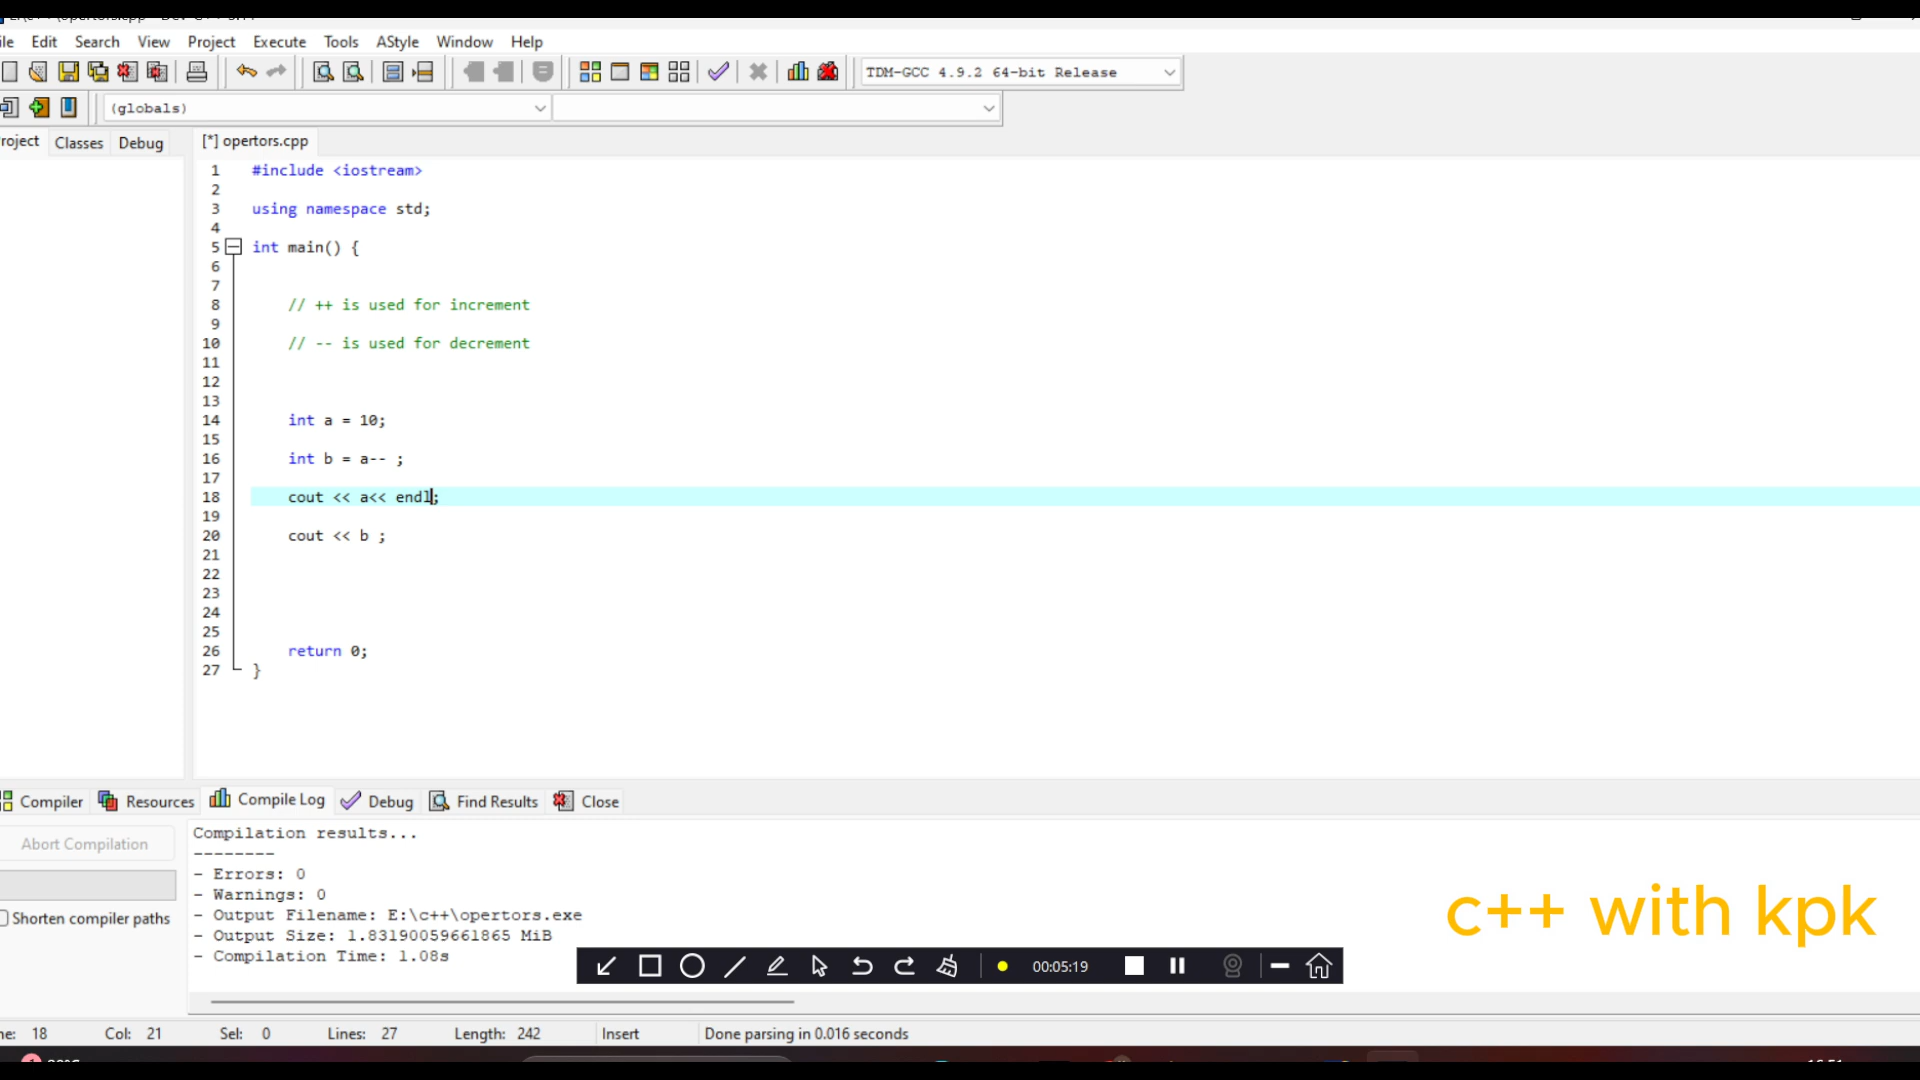 File Edit Search View Project Execute Tools AStyle Window Help
TDM-GCC 4.9.2 64-bit Release
(globals)
Project Classes Debug [*] opertors.cpp
1 #include <iostream>
2
3 using namespace std;
4
5 int main() {
6
7
8 // ++ is used for increment
9
10 // -- is used for decrement
11
12
13
14 int a = 10;
15
16 int b = a-- ;
17
18 cout << a<< endl;
19
20 cout << b ;
21
22
23
24
25
26 return 0;
27 }
Compiler Resources Compile Log Debug Find Results Close
Abort Compilation
Shorten compiler paths
Compilation results...
--------
- Errors: 0
- Warnings: 0
- Output Filename: E:\c++\opertors.exe
- Output Size: 1.83190059661865 MiB
- Compilation Time: 1.08s
c++ with kpk
00:05:19
ne: 18 Col: 21 Sel: 0 Lines: 27 Length: 242 Insert Done parsing in 0.016 seconds